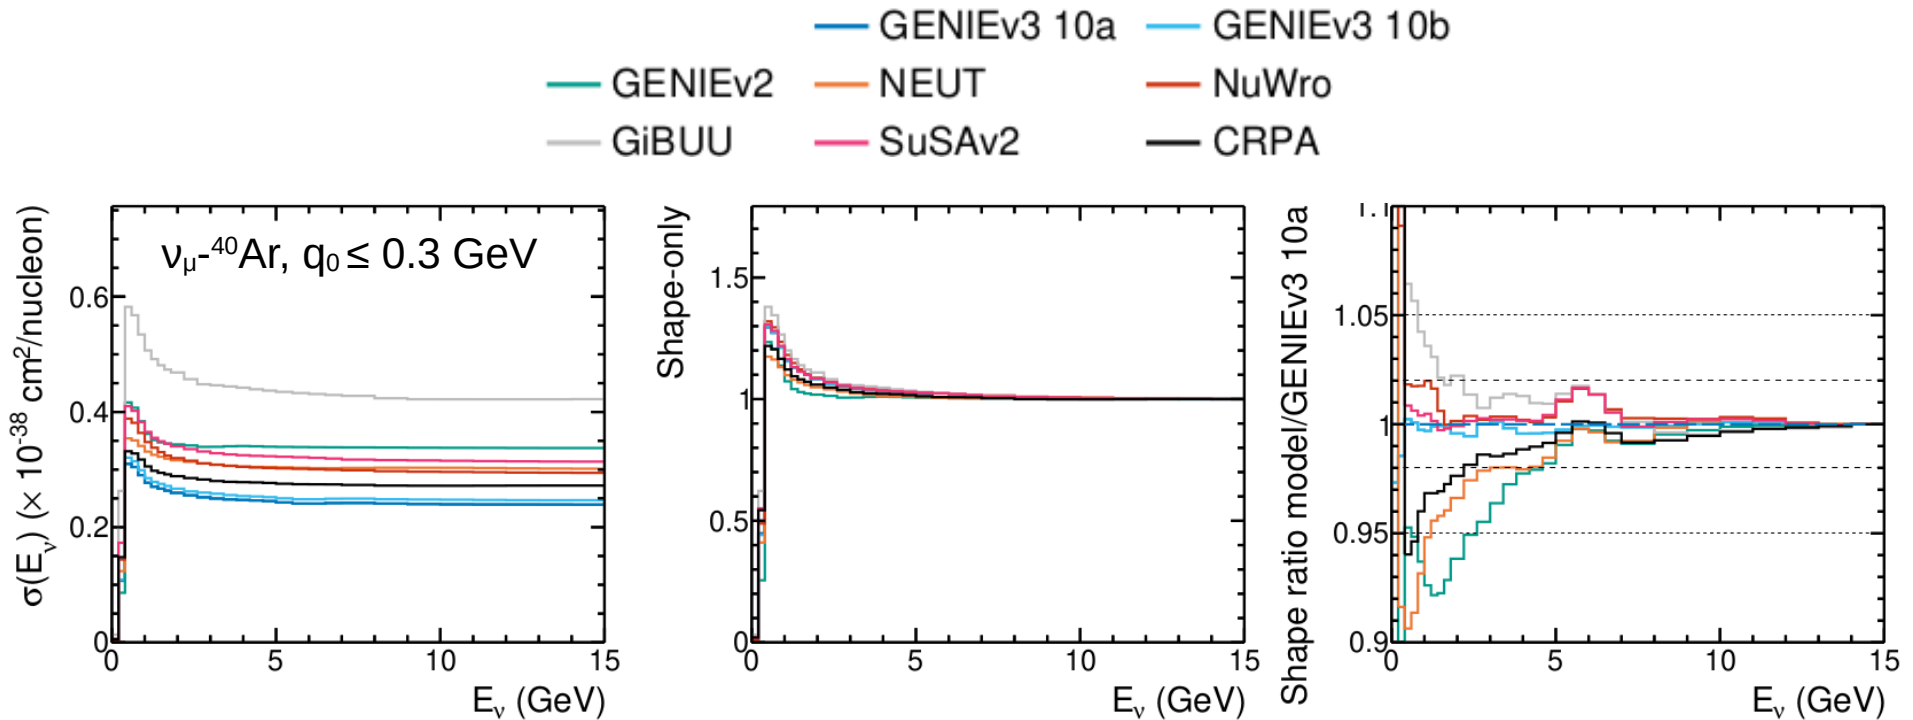 GENIEv3 10a GENIEv3 10b
GENIEv2 NEUT NuWro
GiBUU SuSAv2 CRPA
σ(Eν) (× 10⁻³⁸ cm²/nucleon)
νμ-⁴⁰Ar, q₀ ≤ 0.3 GeV
0.6
0.4
0.2
0
0 5 10 15
Eν (GeV)
Shape-only
1.5
1
0.5
0
0 5 10 15
Eν (GeV)
Shape ratio model/GENIEv3 10a
1.1
1.05
1
0.95
0.9
0 5 10 15
Eν (GeV)